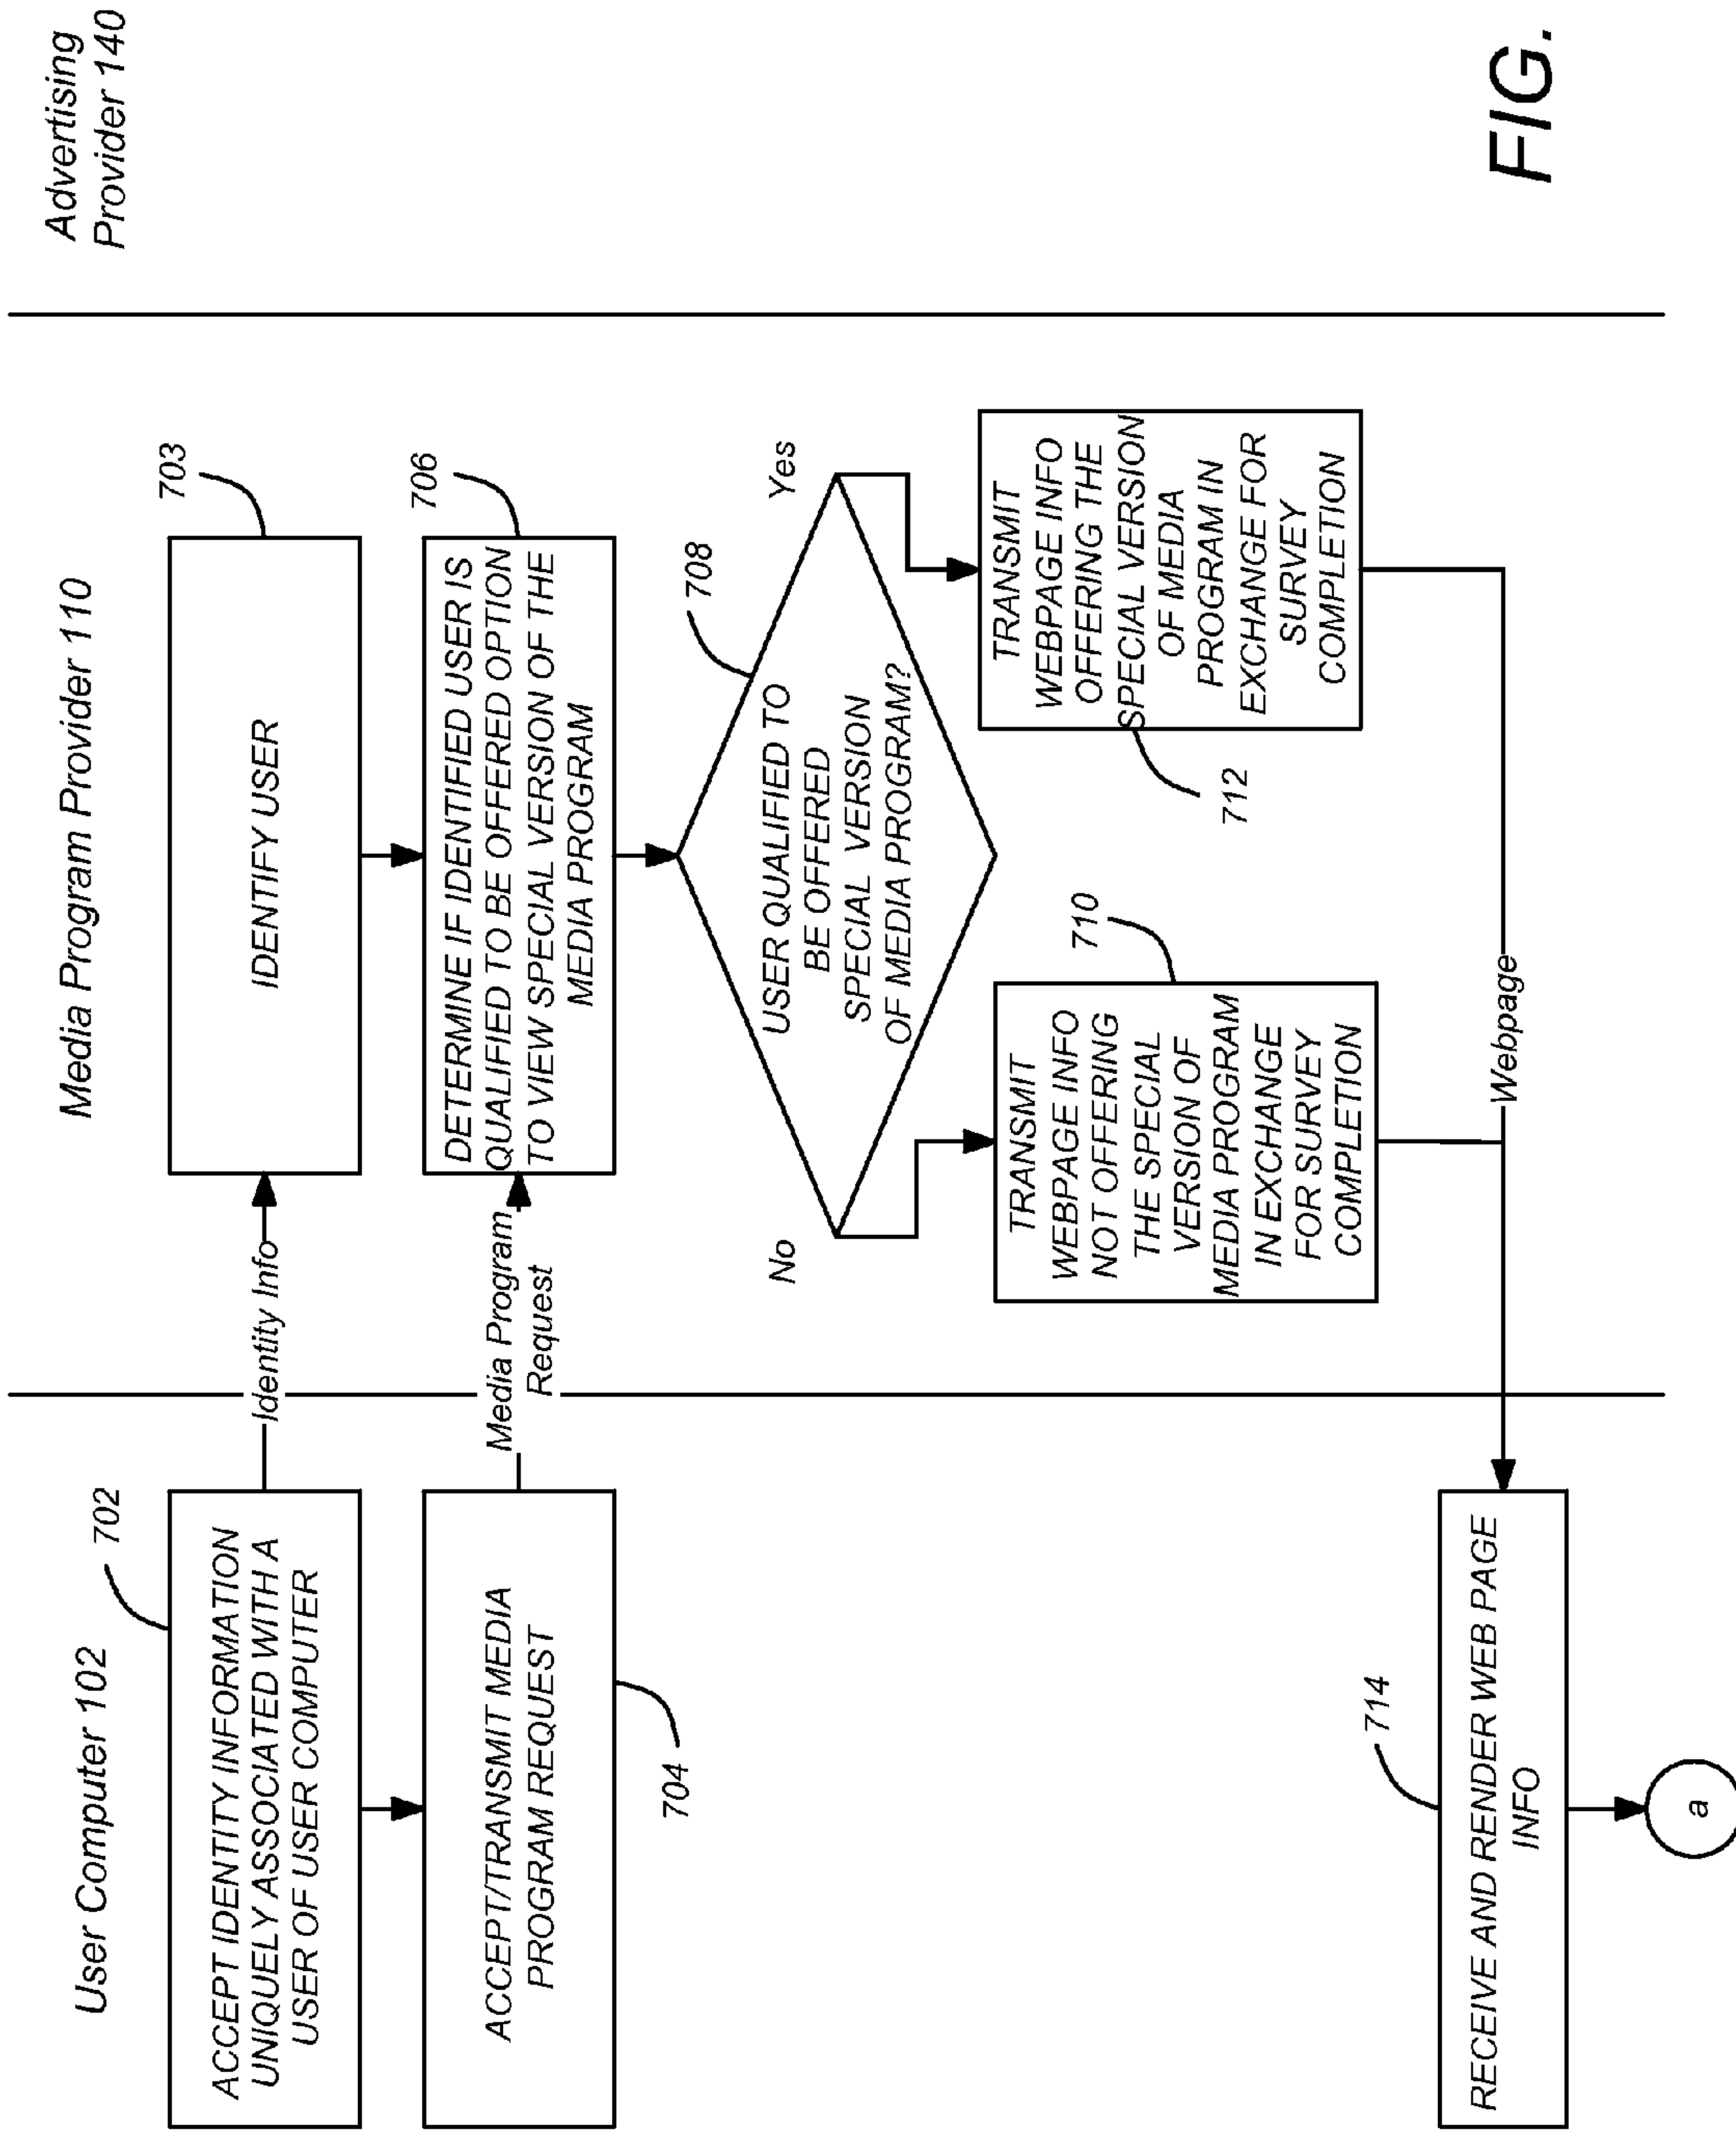 User Computer 102
Media Program Provider 110
Advertising
Provider 140
702
ACCEPT IDENTITY INFORMATION
UNIQUELY ASSOCIATED WITH A
USER OF USER COMPUTER
Identity Info
703
IDENTIFY USER
ACCEPT/TRANSMIT MEDIA
PROGRAM REQUEST
704
Media Program
Request
706
DETERMINE IF IDENTIFIED USER IS
QUALIFIED TO BE OFFERED OPTION
TO VIEW SPECIAL VERSION OF THE
MEDIA PROGRAM
708
No
USER QUALIFIED TO
BE OFFERED
SPECIAL VERSION
OF MEDIA PROGRAM?
Yes
710
TRANSMIT
WEBPAGE INFO
NOT OFFERING
THE SPECIAL
VERSION OF
MEDIA PROGRAM
IN EXCHANGE
FOR SURVEY
COMPLETION
712
TRANSMIT
WEBPAGE INFO
OFFERING THE
SPECIAL VERSION
OF MEDIA
PROGRAM IN
EXCHANGE FOR
SURVEY
COMPLETION
Webpage
714
RECEIVE AND RENDER WEB PAGE
INFO
a
FIG.